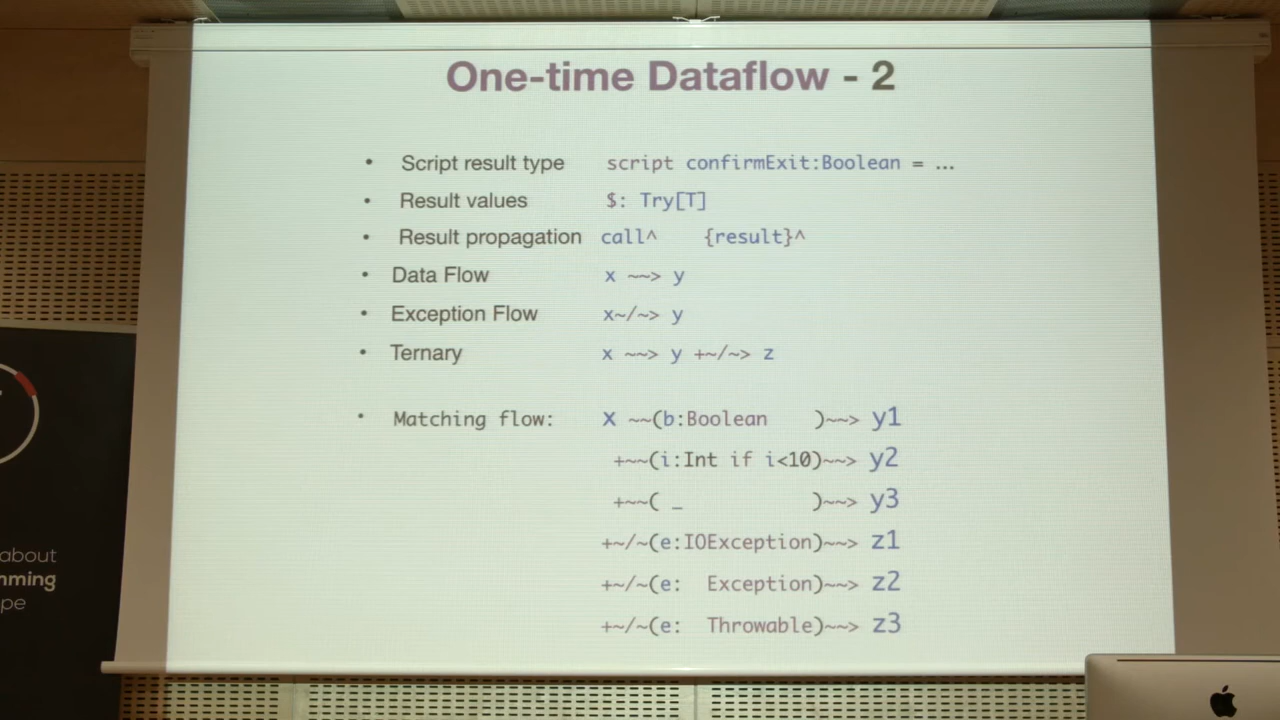 One-time Dataflow - 2
• Script result type script confirmExit:Boolean = ...
• Result values $: Try[T]
• Result propagation call^ {result}^
• Data Flow x ~~> y
• Exception Flow x~/~> y
• Ternary x ~~> y +~/~> z
• Matching flow: x ~~(b:Boolean )~~> y1
+~~(i:Int if i<10)~~> y2
+~~( _ )~~> y3
+~/~(e:IOException)~~> z1
+~/~(e: Exception)~~> z2
+~/~(e: Throwable)~~> z3
about
mming
pe